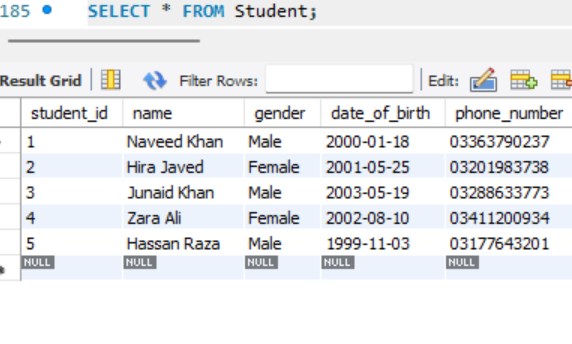 185 SELECT * FROM Student;
Result Grid Filter Rows: Edit:
student_id name gender date_of_birth phone_number
1 Naveed Khan Male 2000-01-18 03363790237
2 Hira Javed Female 2001-05-25 03201983738
3 Junaid Khan Male 2003-05-19 03288633773
4 Zara Ali Female 2002-08-10 03411200934
5 Hassan Raza Male 1999-11-03 03177643201
NULL NULL NULL NULL NULL